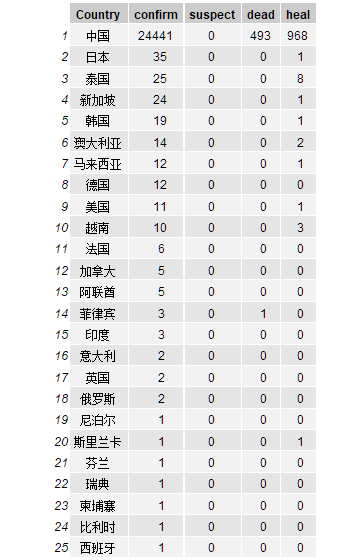 Country confirm suspect dead heal
1 中国 24441 0 493 968
2 日本 35 0 0 1
3 泰国 25 0 0 8
4 新加坡 24 0 0 1
5 韩国 19 0 0 1
6 澳大利亚 14 0 0 2
7 马来西亚 12 0 0 1
8 德国 12 0 0 0
9 美国 11 0 0 1
10 越南 10 0 0 3
11 法国 6 0 0 0
12 加拿大 5 0 0 0
13 阿联酋 5 0 0 0
14 菲律宾 3 0 1 0
15 印度 3 0 0 0
16 意大利 2 0 0 0
17 英国 2 0 0 0
18 俄罗斯 2 0 0 0
19 尼泊尔 1 0 0 0
20 斯里兰卡 1 0 0 1
21 芬兰 1 0 0 0
22 瑞典 1 0 0 0
23 柬埔寨 1 0 0 0
24 比利时 1 0 0 0
25 西班牙 1 0 0 0